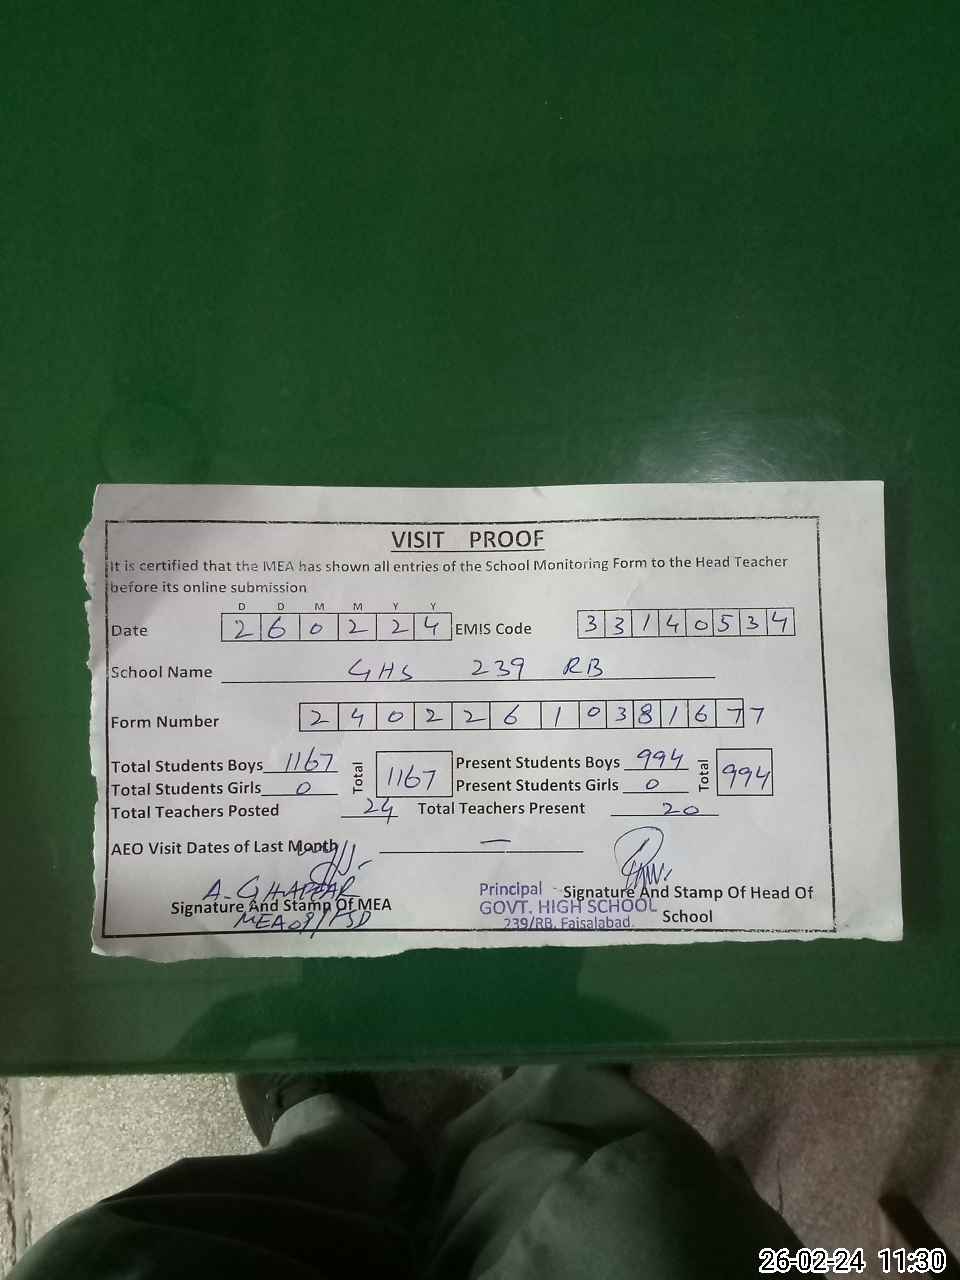 VISIT PROOF
It is certified that the MEA has shown all entries of the School Monitoring Form to the Head Teacher
before its online submission
D D M M Y Y
Date 2 6 0 2 2 4 EMIS Code 3 3 1 4 0 5 3 4
School Name GHS 239 RB
Form Number 2 4 0 2 2 6 1 0 3 8 1 6 7 7
Total Students Boys 1167 Total 1167 Present Students Boys 994 Total 994
Total Students Girls 0 Present Students Girls 0
Total Teachers Posted 24 Total Teachers Present 20
AEO Visit Dates of Last Month —
A. GHAFFAR
Signature And Stamp Of MEA
MEA 09/FSD
Principal Signature And Stamp Of Head Of
GOVT. HIGH SCHOOL School
239/RB, Faisalabad.
26-02-24 11:30